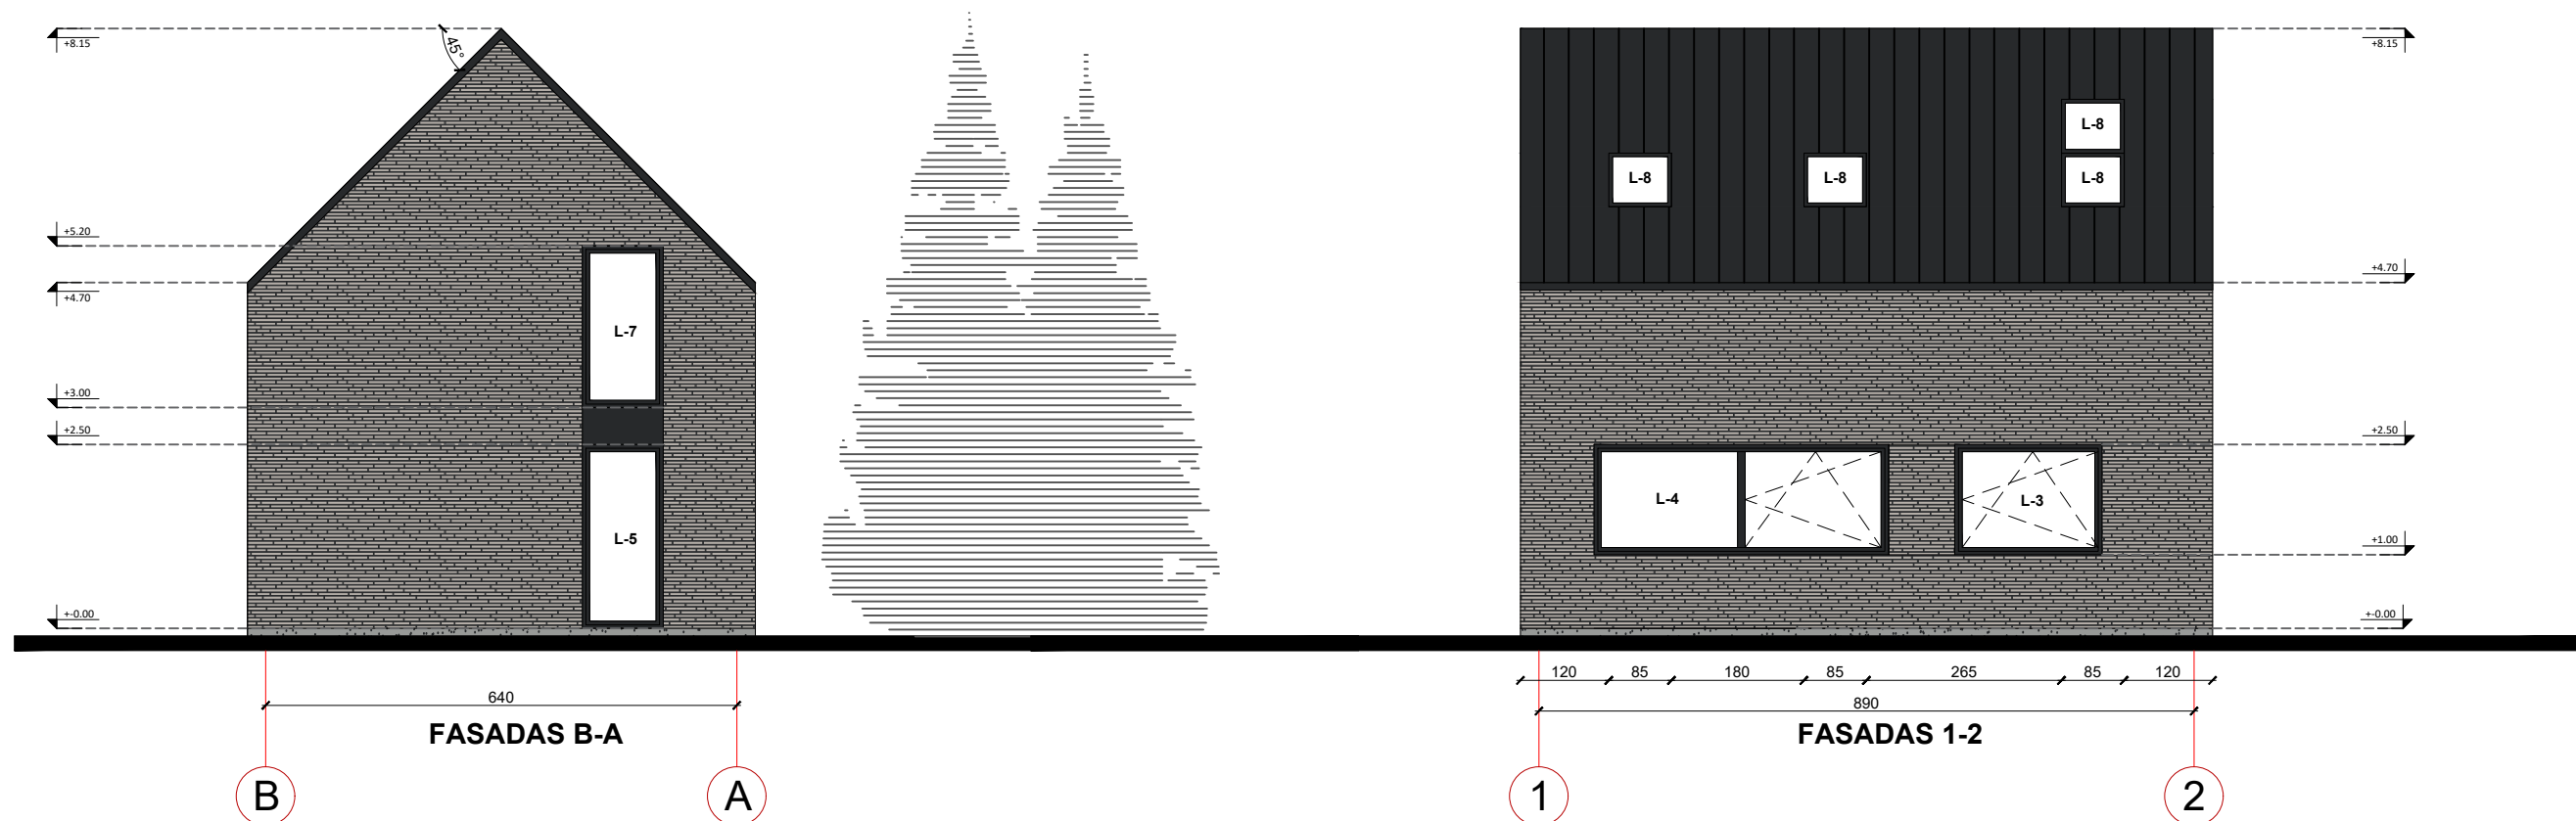 +8.15
45°
+5.20
+4.70
+3.00
+2.50
+-0.00
L-7
L-5
640
FASADAS B-A
B
A
+8.15
+4.70
+2.50
+1.00
+-0.00
L-8
L-8
L-8
L-8
L-4
L-3
120 85 180 85 265 85 120
890
FASADAS 1-2
1
2